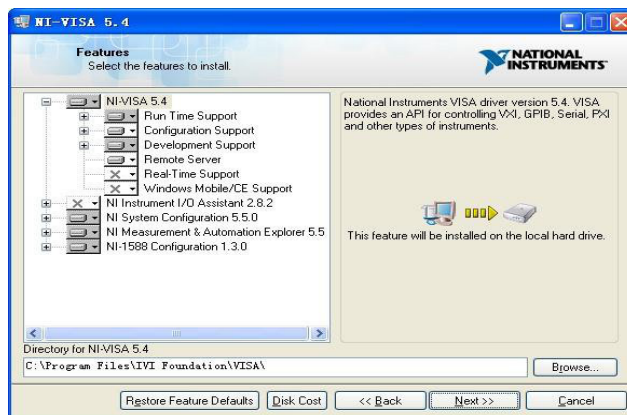 NI-VISA 5.4
Features
Select the features to install.
NATIONAL
INSTRUMENTS
NI-VISA 5.4
Run Time Support
Configuration Support
Development Support
Remote Server
Real-Time Support
Windows Mobile/CE Support
NI Instrument I/O Assistant 2.8.2
NI System Configuration 5.5.0
NI Measurement & Automation Explorer 5.5
NI-1588 Configuration 1.3.0
National Instruments VISA driver version 5.4. VISA
provides an API for controlling VXI, GPIB, Serial, PXI
and other types of instruments.
This feature will be installed on the local hard drive.
Directory for NI-VISA 5.4
C:\Program Files\IVI Foundation\VISA\
Browse...
Restore Feature Defaults
Disk Cost
<< Back
Next >>
Cancel